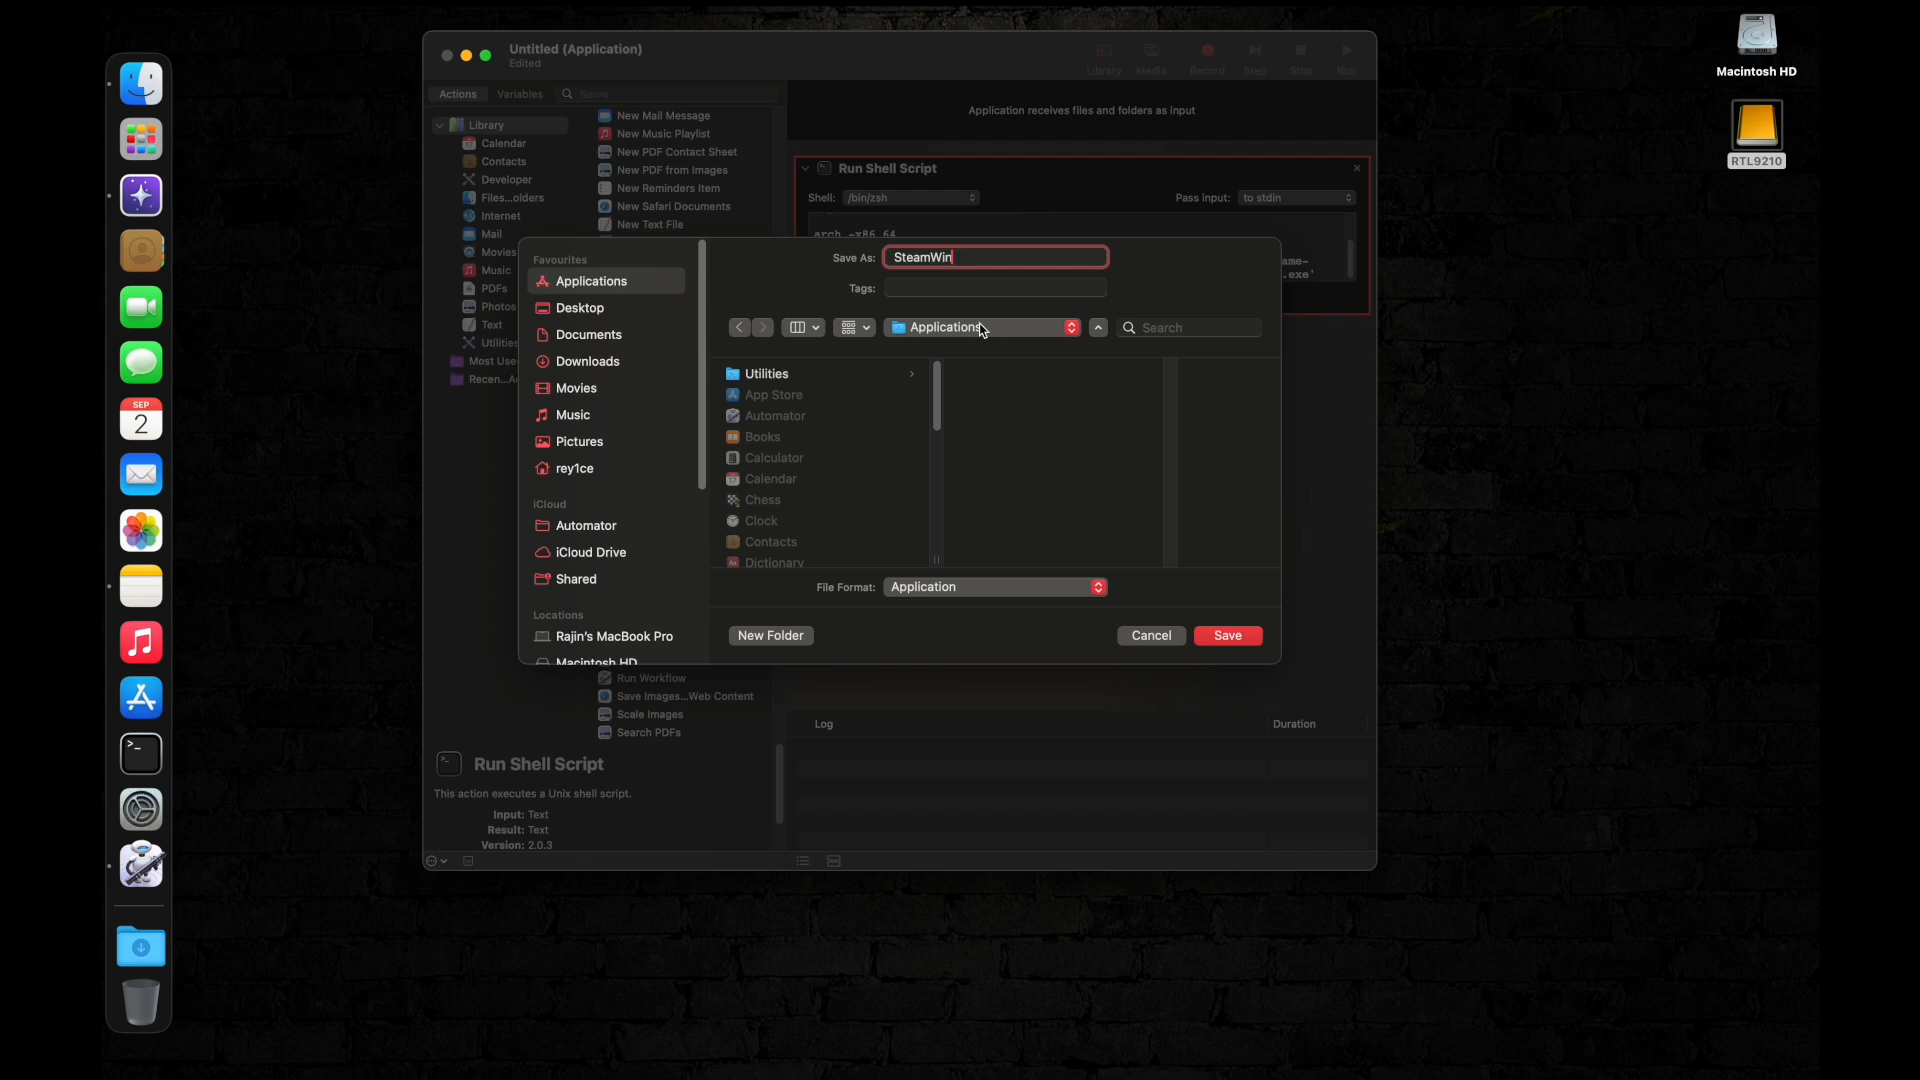 Untitled (Application)
Edited
Library
Media
Record
Step
Stop
Run
Macintosh HD
RTL9210
Actions
Variables
Name
Library
Calendar
Contacts
Developer
Files...olders
Internet
Mail
Movies
Music
PDFs
Photos
Text
Utilities
Most Use
Recen...A
New Mail Message
New Music Playlist
New PDF Contact Sheet
New PDF from Images
New Reminders Item
New Safari Documents
New Text File
Application receives files and folders as input
Run Shell Script
Shell: /bin/zsh
Pass input: to stdin
arch -x86_64
ame-
.exe'
Favourites
Applications
Desktop
Documents
Downloads
Movies
Music
Pictures
rey1ce
iCloud
Automator
iCloud Drive
Shared
Locations
Rajin's MacBook Pro
Macintosh HD
Save As: SteamWin
Tags:
Applications
Search
Utilities
App Store
Automator
Books
Calculator
Calendar
Chess
Clock
Contacts
Dictionary
File Format: Application
New Folder
Cancel
Save
Run Workflow
Save Images...Web Content
Scale Images
Search PDFs
Log
Duration
Run Shell Script
This action executes a Unix shell script.
Input: Text
Result: Text
Version: 2.0.3
SEP
2